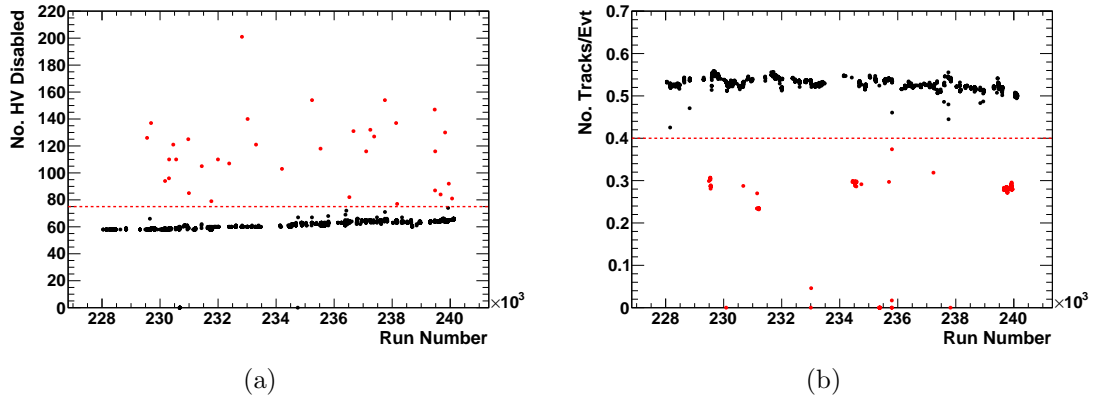 No. HV Disabled
220
200
180
160
140
120
100
80
60
40
20
0
228 230 232 234 236 238 240
×10³
Run Number
(a)
No. Tracks/Evt
0.7
0.6
0.5
0.4
0.3
0.2
0.1
0
228 230 232 234 236 238 240
×10³
Run Number
(b)